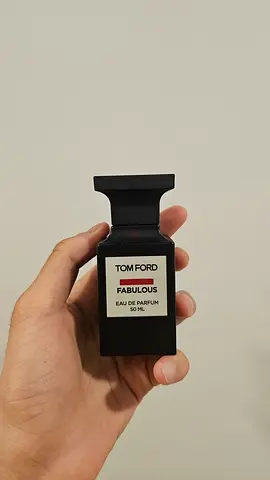 TOM FORD
FABULOUS
EAU DE PARFUM
50 ML